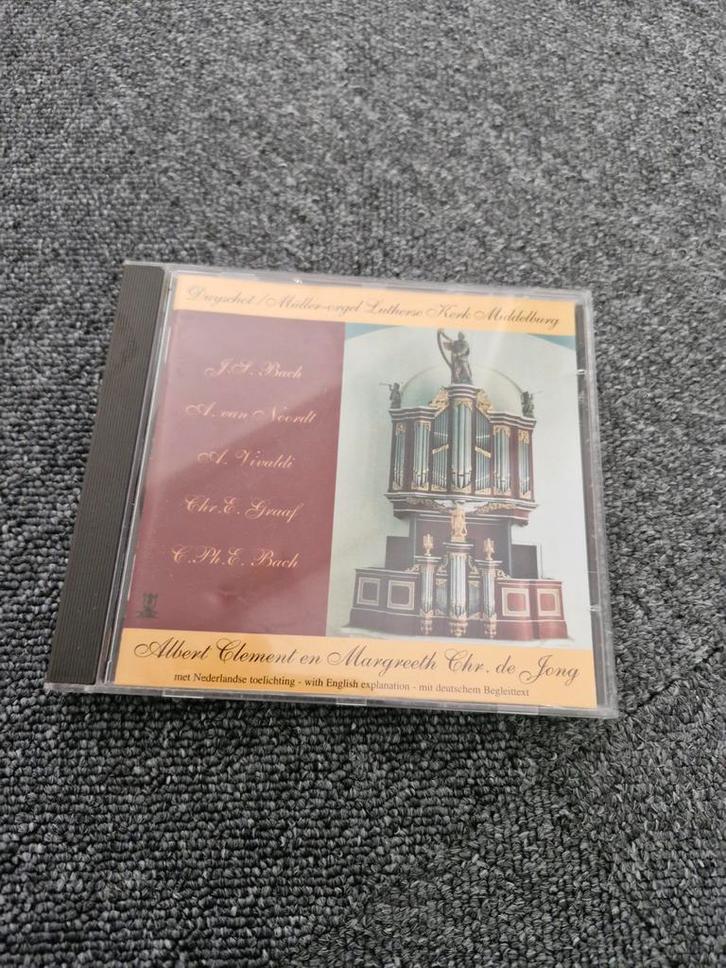 Duyschot / Müller-orgel Lutherse Kerk Middelburg
J.S. Bach
A. van Noordt
A. Vivaldi
Chr. E. Graaf
C.Ph.E. Bach
Albert Clement en Margreeth Chr. de Jong
met Nederlandse toelichting - with English explanation - mit deutschem Begleittext